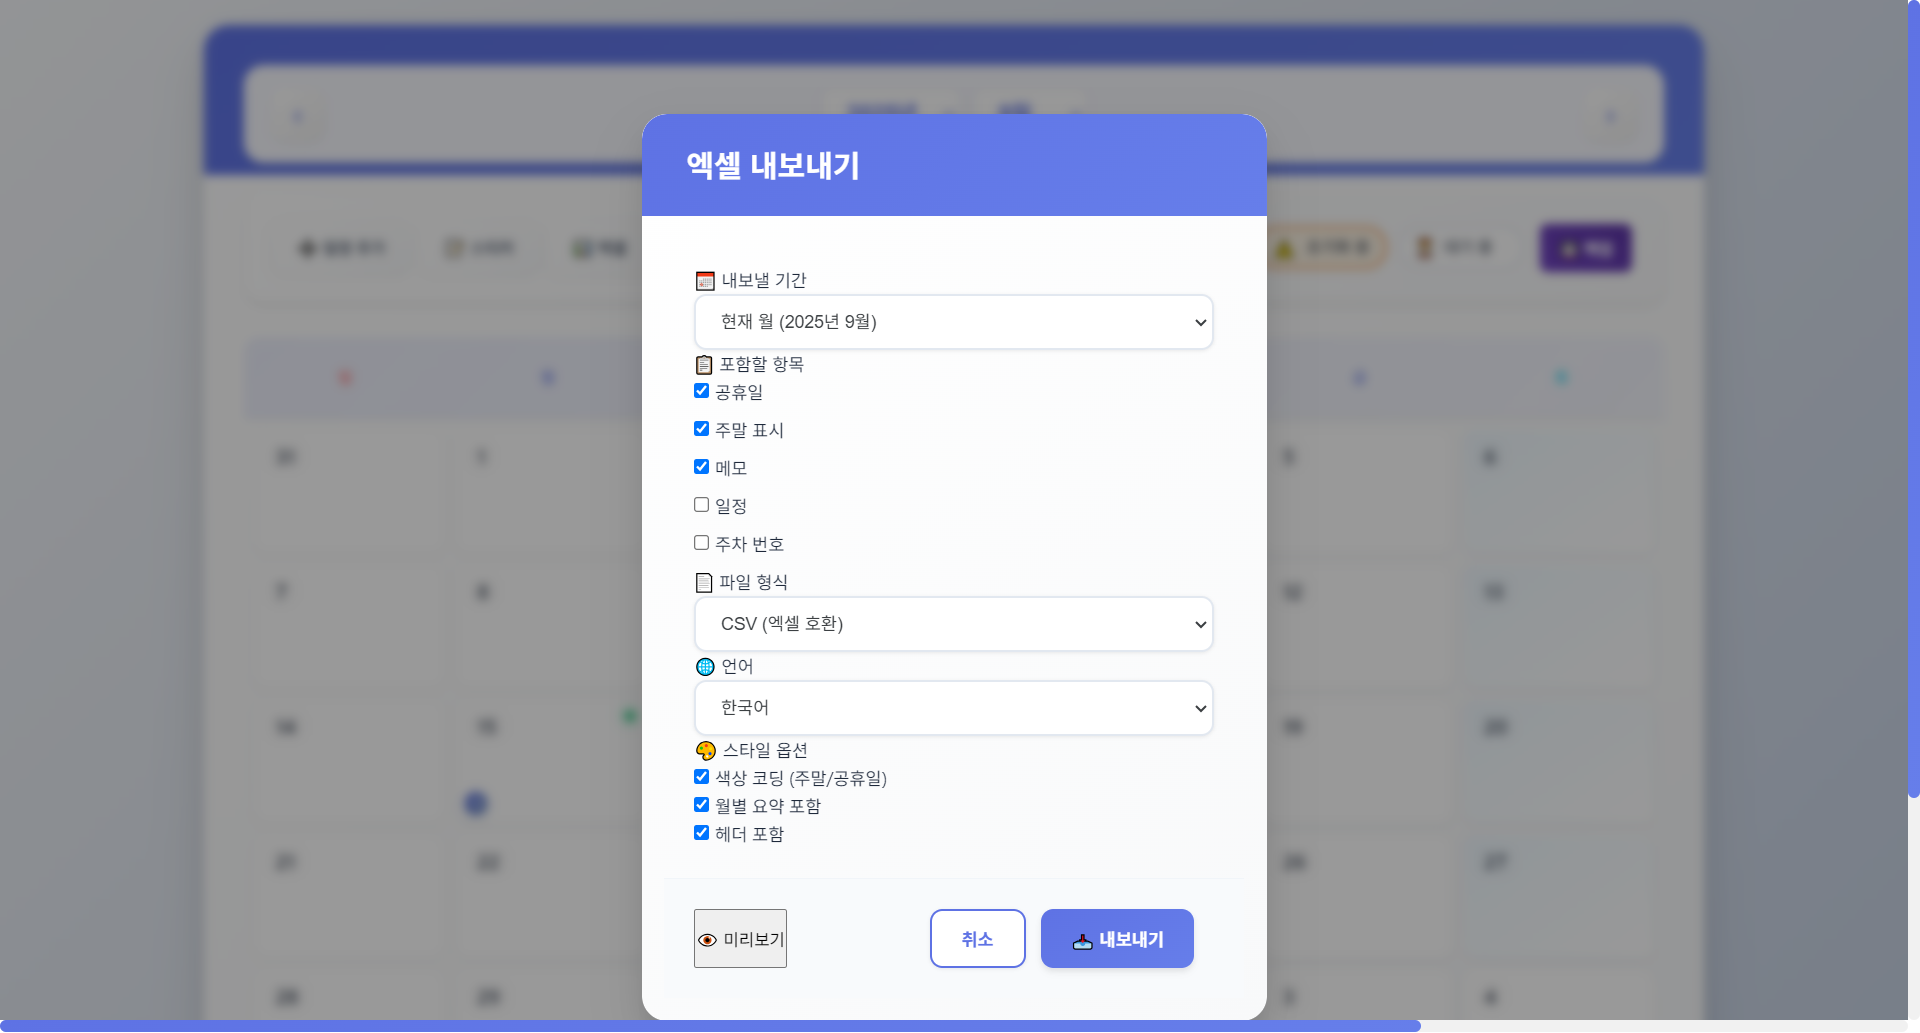 엑셀 내보내기
내보낼 기간
현재 월 (2025년 9월)
포함할 항목
공휴일
주말 표시
메모
일정
주차 번호
파일 형식
CSV (엑셀 호환)
언어
한국어
스타일 옵션
색상 코딩 (주말/공휴일)
월별 요약 포함
헤더 포함
미리보기
취소
내보내기